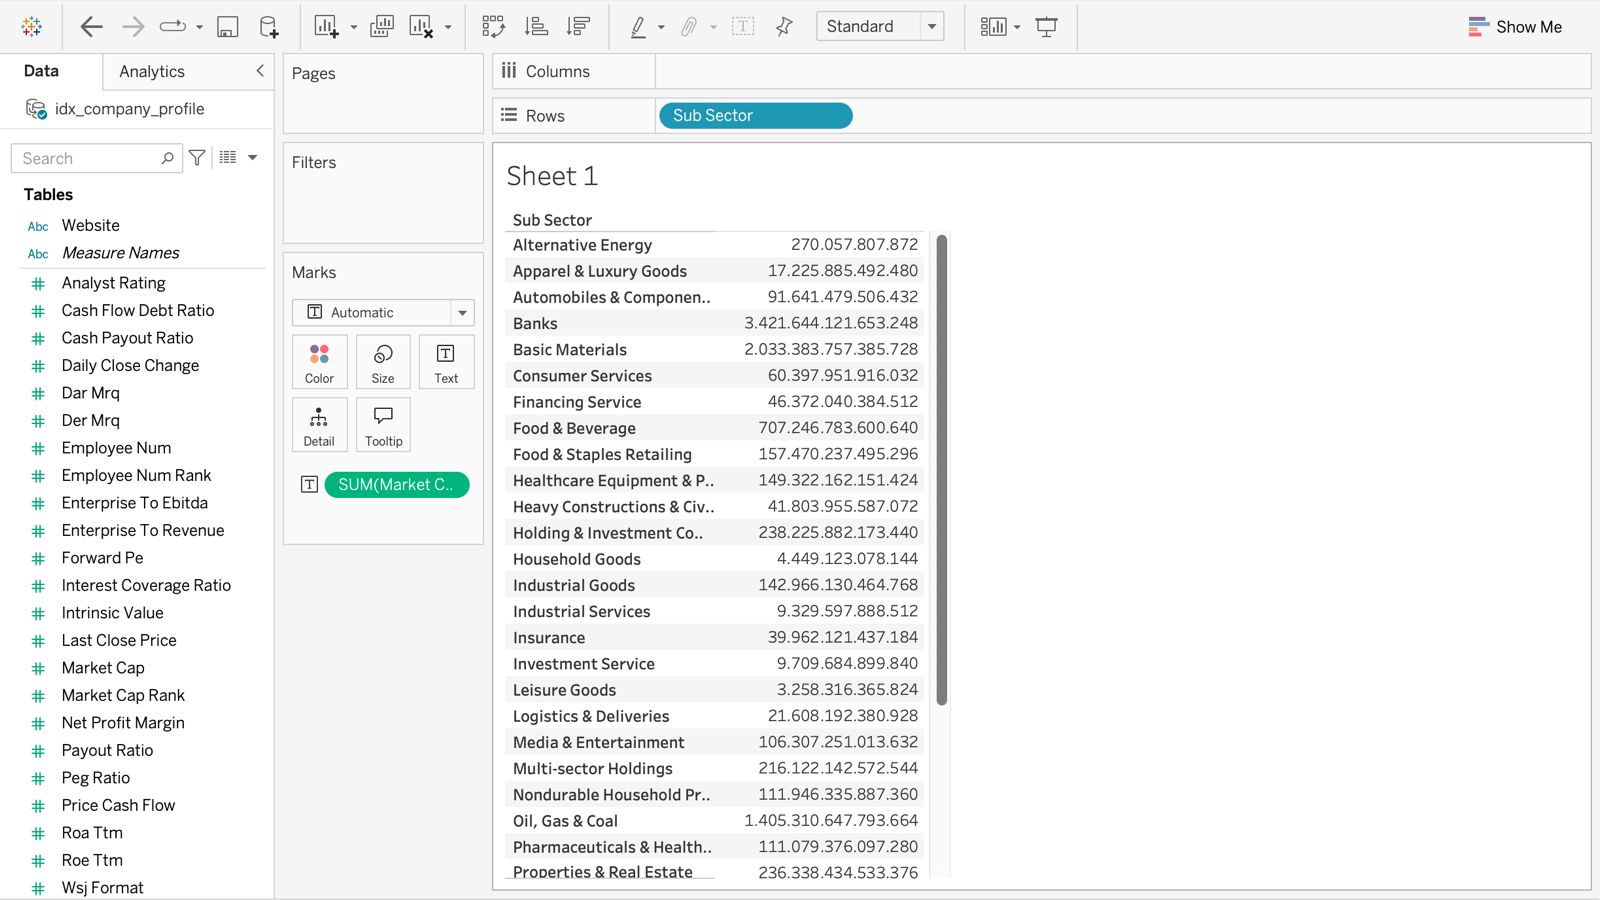 Standard
Show Me
Data
Analytics
idx_company_profile
Search
Tables
Abc Website
Abc Measure Names
Analyst Rating
Cash Flow Debt Ratio
Cash Payout Ratio
Daily Close Change
Dar Mrq
Der Mrq
Employee Num
Employee Num Rank
Enterprise To Ebitda
Enterprise To Revenue
Forward Pe
Interest Coverage Ratio
Intrinsic Value
Last Close Price
Market Cap
Market Cap Rank
Net Profit Margin
Payout Ratio
Peg Ratio
Price Cash Flow
Roa Ttm
Roe Ttm
Wsj Format
Pages
Filters
Marks
Automatic
Color Size Text
Detail Tooltip
SUM(Market C..
Columns
Rows Sub Sector
Sheet 1
Sub Sector
Alternative Energy 270.057.807.872
Apparel & Luxury Goods 17.225.885.492.480
Automobiles & Componen.. 91.641.479.506.432
Banks 3.421.644.121.653.248
Basic Materials 2.033.383.757.385.728
Consumer Services 60.397.951.916.032
Financing Service 46.372.040.384.512
Food & Beverage 707.246.783.600.640
Food & Staples Retailing 157.470.237.495.296
Healthcare Equipment & P.. 149.322.162.151.424
Heavy Constructions & Civ.. 41.803.955.587.072
Holding & Investment Co.. 238.225.882.173.440
Household Goods 4.449.123.078.144
Industrial Goods 142.966.130.464.768
Industrial Services 9.329.597.888.512
Insurance 39.962.121.437.184
Investment Service 9.709.684.899.840
Leisure Goods 3.258.316.365.824
Logistics & Deliveries 21.608.192.380.928
Media & Entertainment 106.307.251.013.632
Multi-sector Holdings 216.122.142.572.544
Nondurable Household Pr.. 111.946.335.887.360
Oil, Gas & Coal 1.405.310.647.793.664
Pharmaceuticals & Health.. 111.079.376.097.280
Properties & Real Estate 236.338.434.533.376